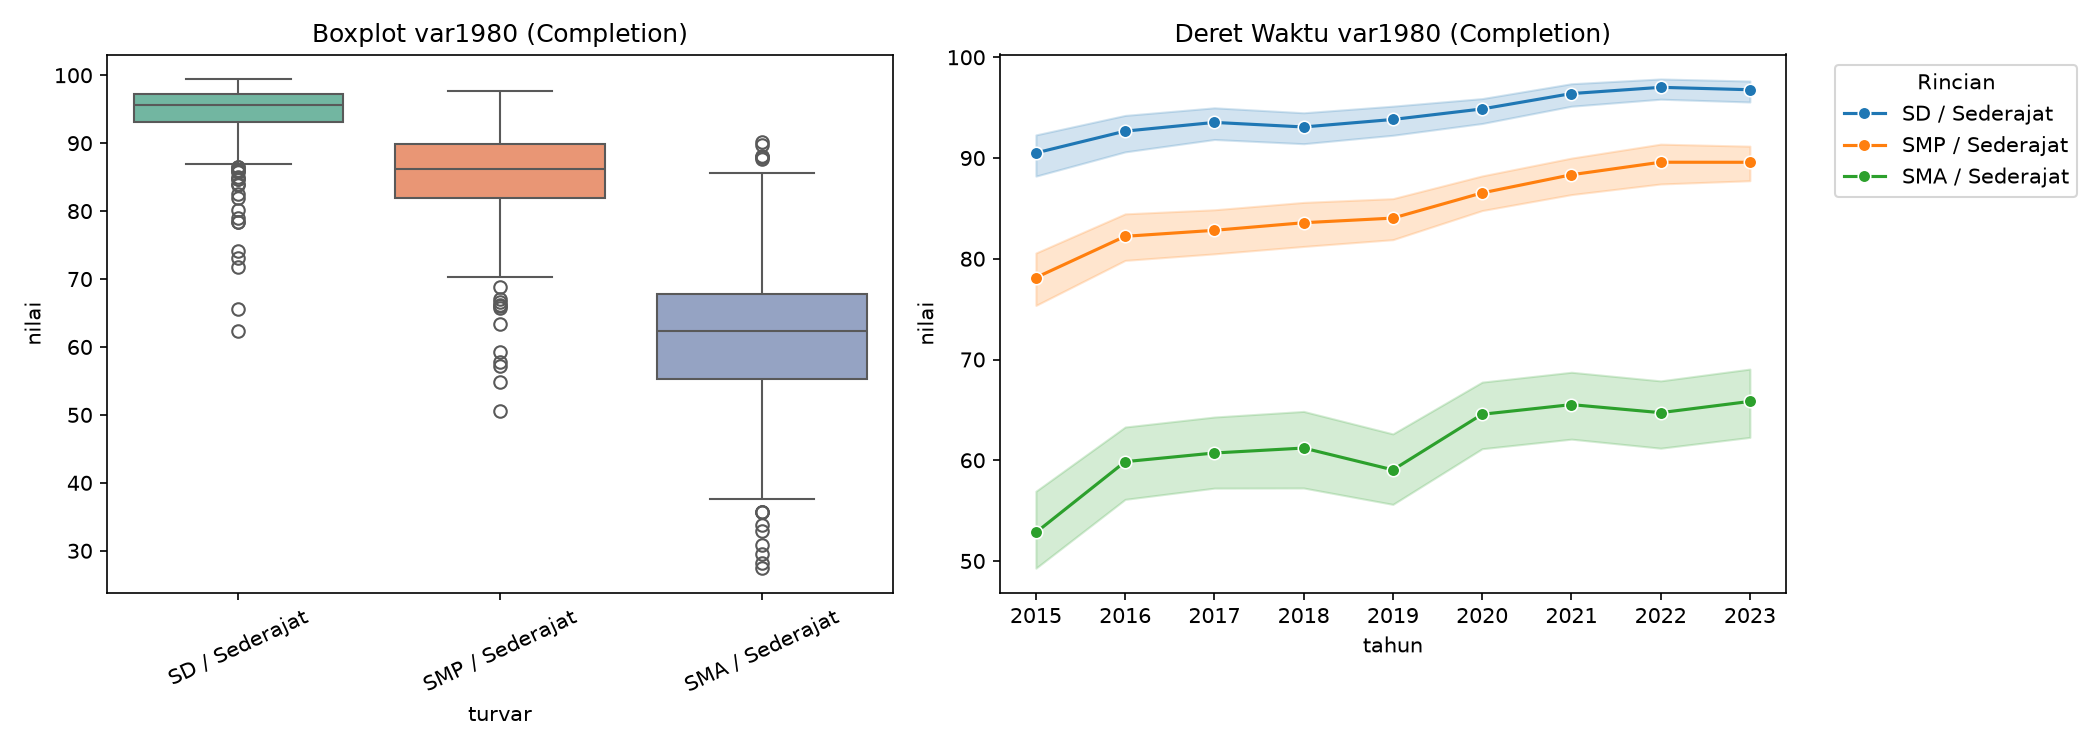 Boxplot var1980 (Completion)
100
90
80
70
60
50
40
30
nilai
SD / Sederajat
SMP / Sederajat
SMA / Sederajat
turvar
Deret Waktu var1980 (Completion)
100
90
80
70
60
50
nilai
2015 2016 2017 2018 2019 2020 2021 2022 2023
tahun
Rincian
SD / Sederajat
SMP / Sederajat
SMA / Sederajat